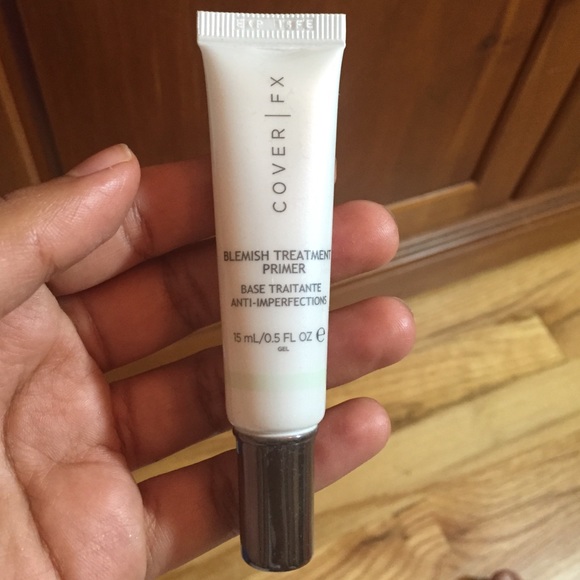 COVER | FX
BLEMISH TREATMENT
PRIMER
BASE TRAITANTE
ANTI-IMPERFECTIONS
15 mL/0.5 FL OZ ℮
GEL